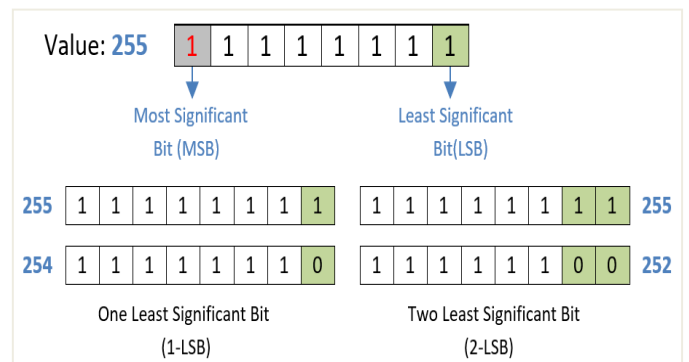 Value: 255 1 1 1 1 1 1 1 1
Most Significant
Bit (MSB)
Least Significant
Bit(LSB)
255 1 1 1 1 1 1 1 1
1 1 1 1 1 1 1 1 255
254 1 1 1 1 1 1 1 0
1 1 1 1 1 1 0 0 252
One Least Significant Bit
(1-LSB)
Two Least Significant Bit
(2-LSB)